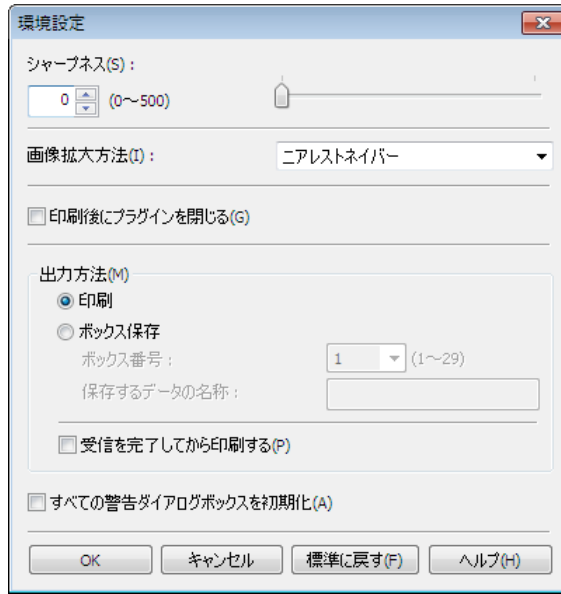 環境設定
シャープネス(S)：
0 (0～500)
画像拡大方法(I)： ニアレストネイバー
印刷後にプラグインを閉じる(G)
出力方法(M)
印刷
ボックス保存
ボックス番号： 1 (1～29)
保存するデータの名称：
受信を完了してから印刷する(P)
すべての警告ダイアログボックスを初期化(A)
OK キャンセル 標準に戻す(F) ヘルプ(H)